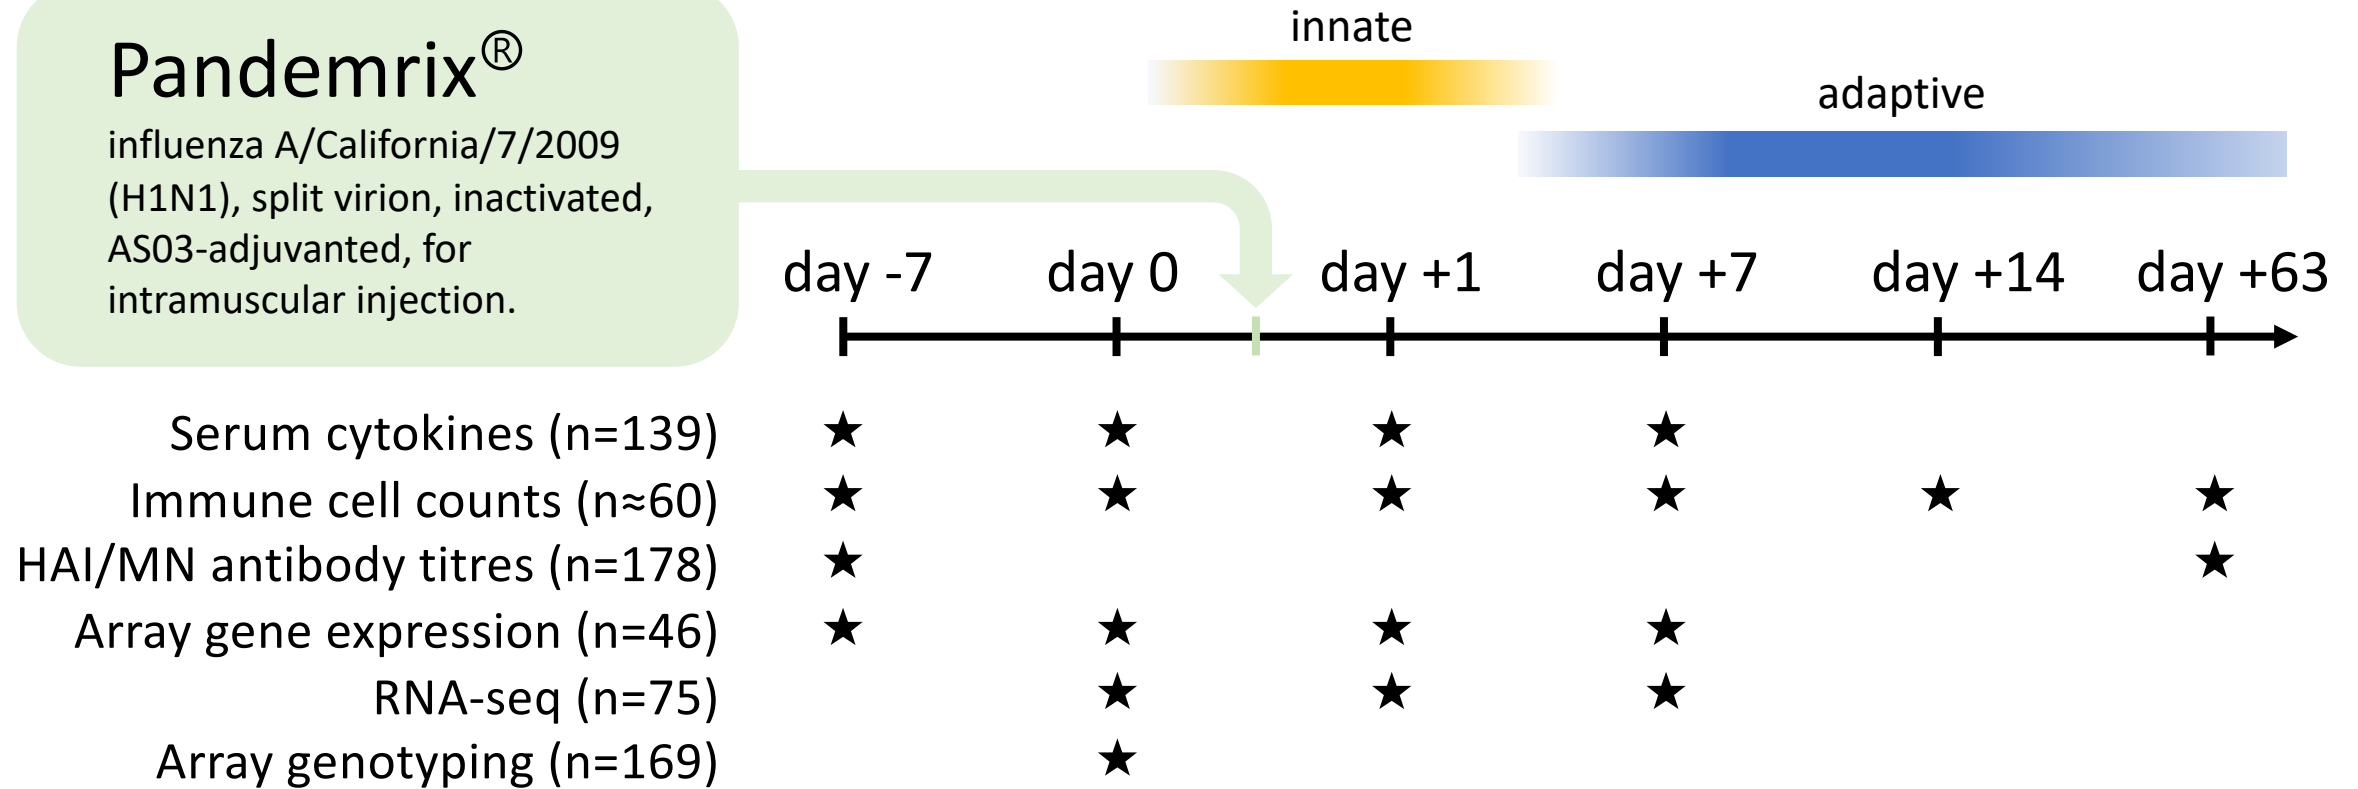 Pandemrix®
influenza A/California/7/2009
(H1N1), split virion, inactivated,
AS03-adjuvanted, for
intramuscular injection.
innate
adaptive
day -7 day 0 day +1 day +7 day +14 day +63
Serum cytokines (n=139)
Immune cell counts (n≈60)
HAI/MN antibody titres (n=178)
Array gene expression (n=46)
RNA-seq (n=75)
Array genotyping (n=169)